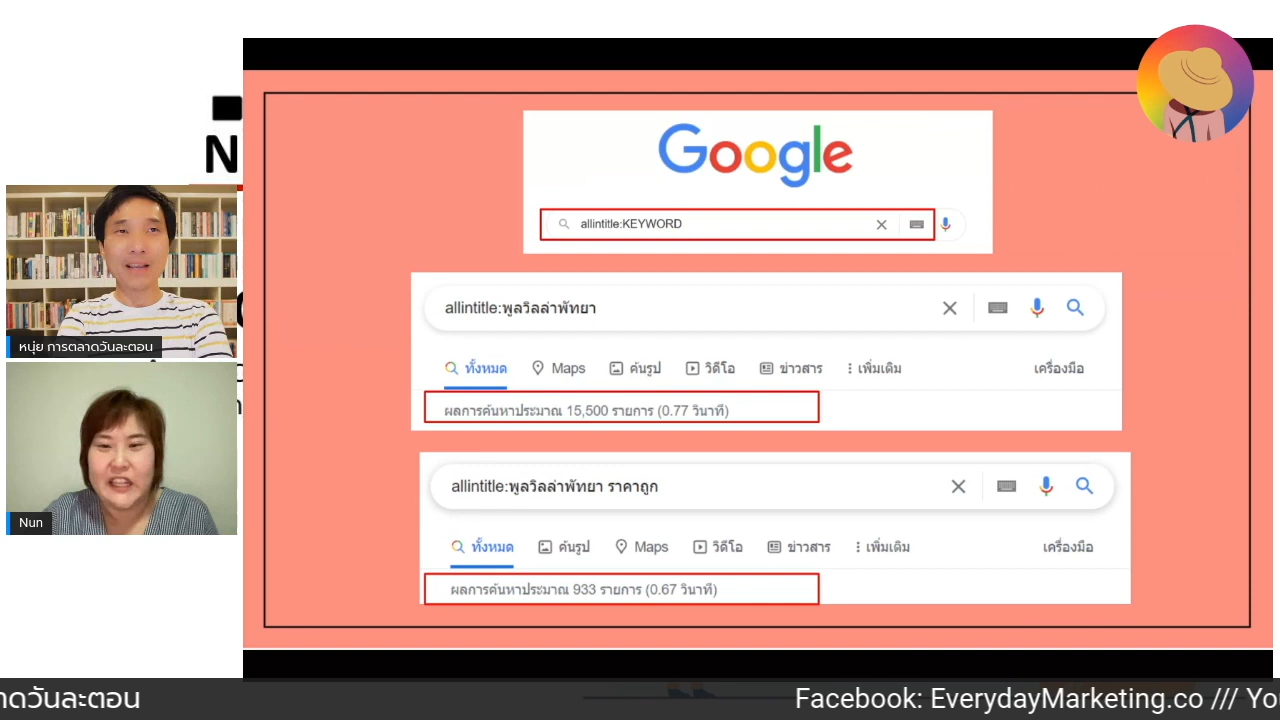 N
Google
allintitle:KEYWORD
allintitle:พูลวิลล่าพัทยา
ทั้งหมด Maps ค้นรูป วิดีโอ ข่าวสาร เพิ่มเติม เครื่องมือ
ผลการค้นหาประมาณ 15,500 รายการ (0.77 วินาที)
allintitle:พูลวิลล่าพัทยา ราคาถูก
ทั้งหมด ค้นรูป Maps วิดีโอ ข่าวสาร เพิ่มเติม เครื่องมือ
ผลการค้นหาประมาณ 933 รายการ (0.67 วินาที)
หนุ่ย การตลาดวันละตอน
Nun
าดวันละตอน Facebook: EverydayMarketing.co /// Yo